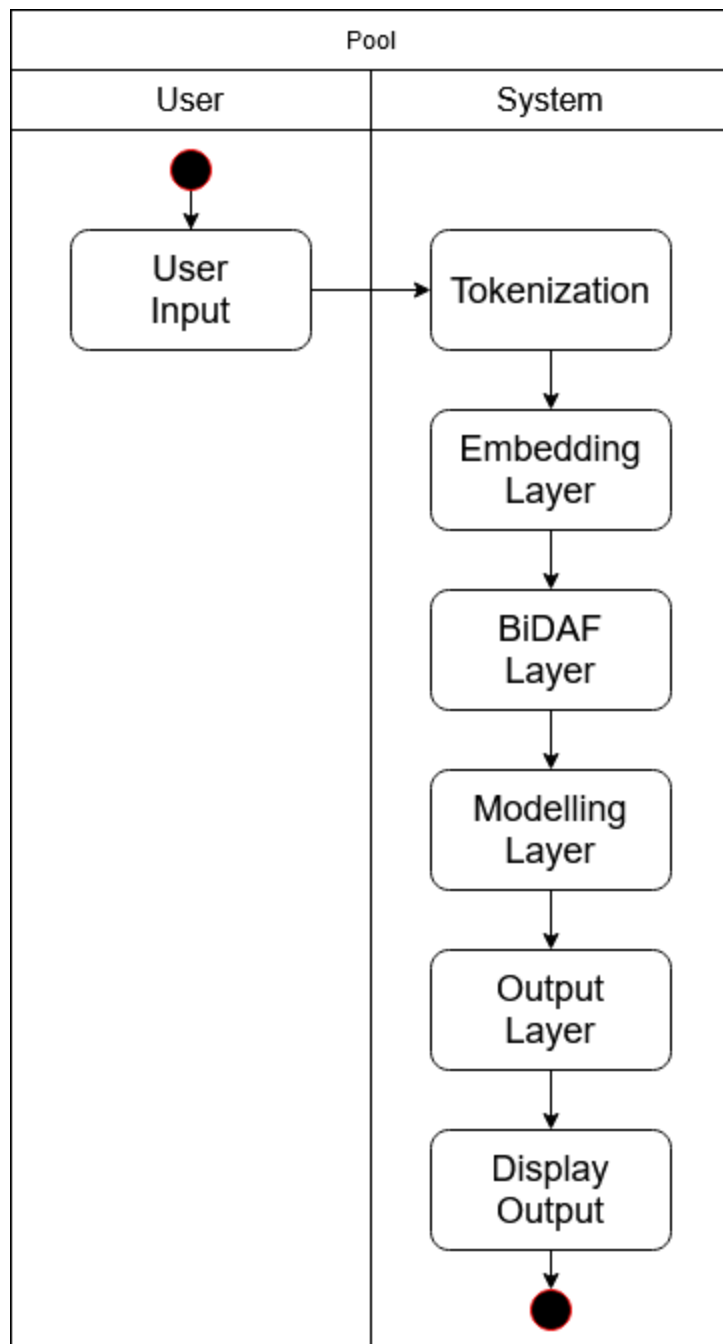 Pool
User
System
User
Input
Tokenization
Embedding
Layer
BiDAF
Layer
Modelling
Layer
Output
Layer
Display
Output